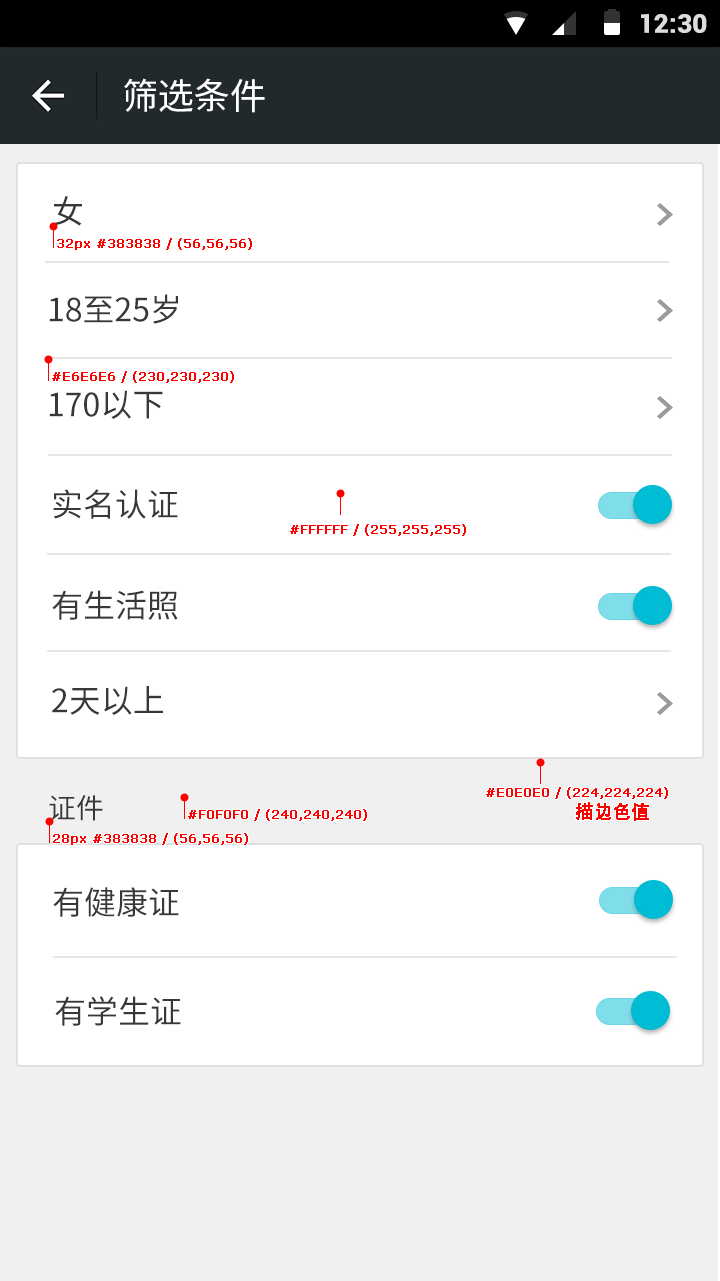 12:30
筛选条件
女
32px #383838 / (56,56,56)
18至25岁
#E6E6E6 / (230,230,230)
170以下
实名认证
#FFFFFF / (255,255,255)
有生活照
2天以上
#E0E0E0 / (224,224,224)
描边色值
证件
#F0F0F0 / (240,240,240)
28px #383838 / (56,56,56)
有健康证
有学生证